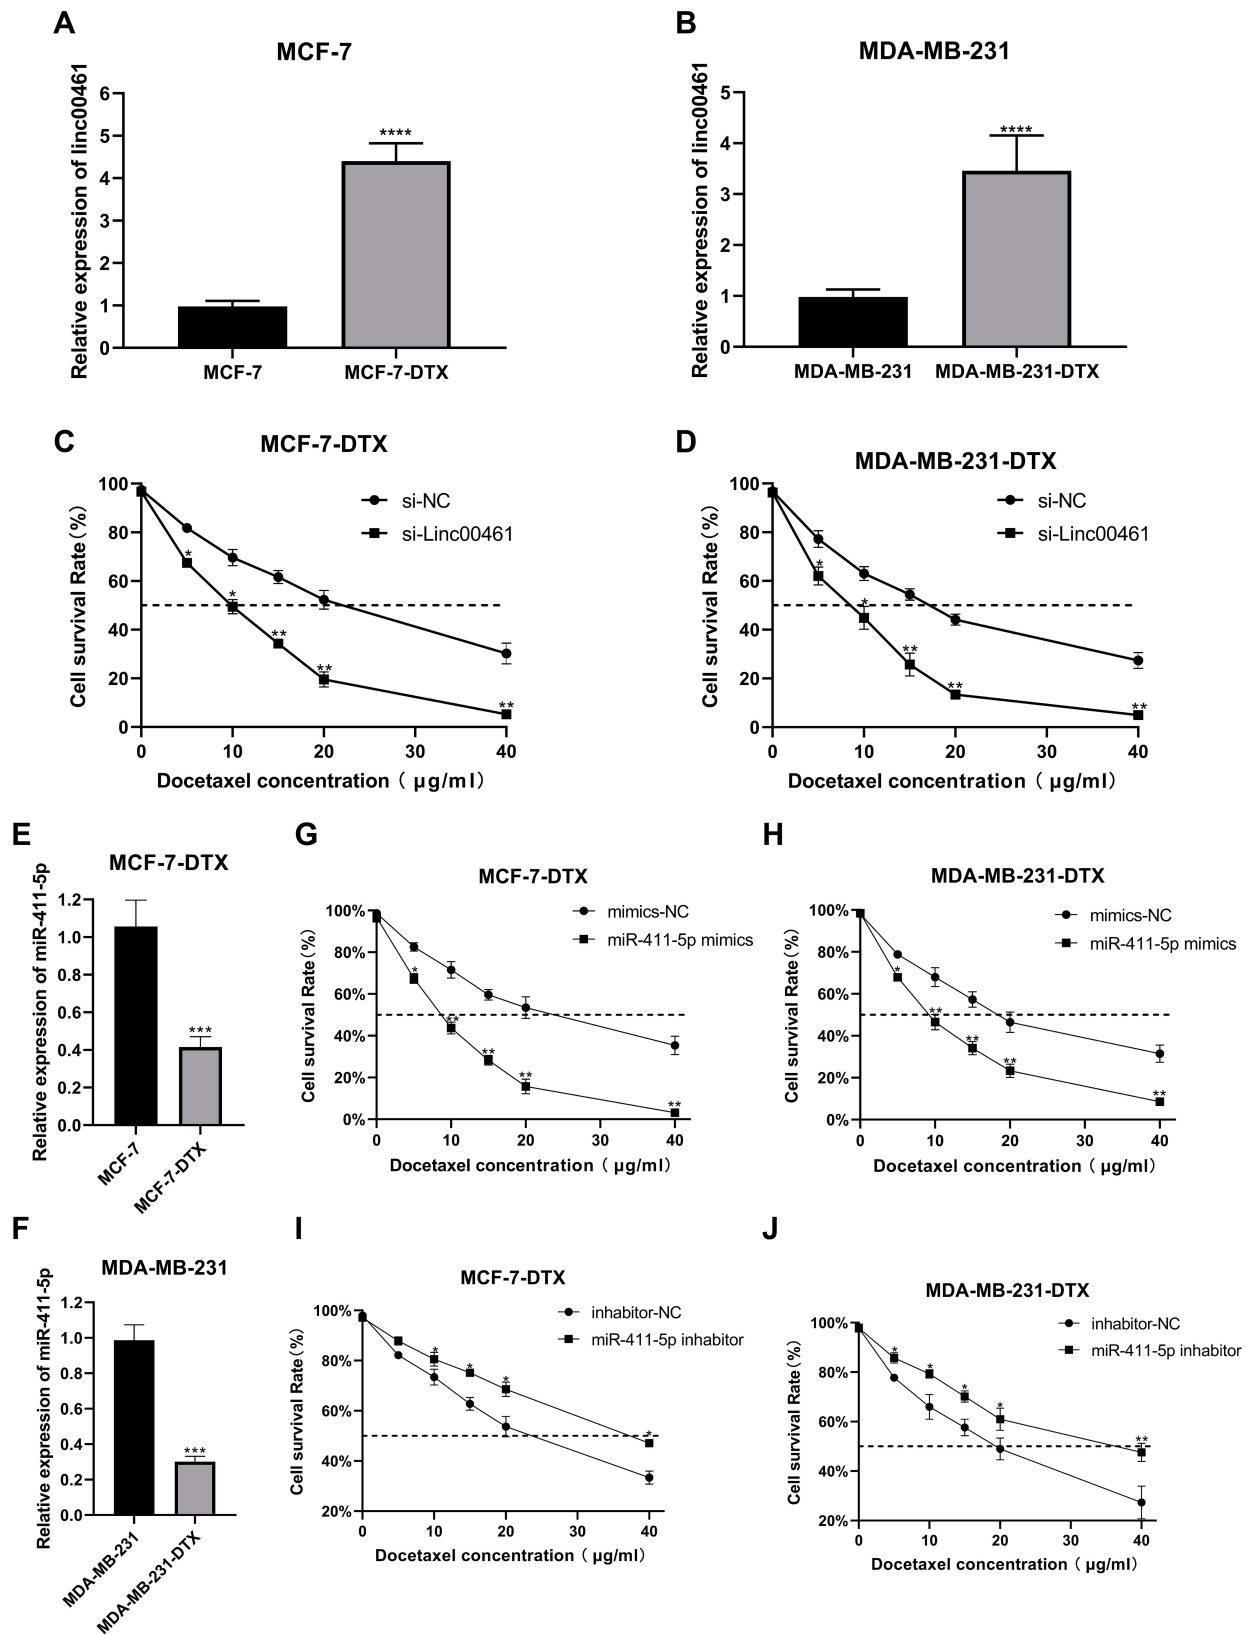 A
MCF-7
Relative expression of linc00461
6
5
4
3
2
1
0
****
MCF-7
MCF-7-DTX
B
MDA-MB-231
Relative expression of linc00461
5
4
3
2
1
0
****
MDA-MB-231
MDA-MB-231-DTX
C
MCF-7-DTX
Cell survival Rate（%）
100
80
60
40
20
0
si-NC
si-Linc00461
*
*
**
**
**
0
10
20
30
40
Docetaxel concentration（ μg/ml）
D
MDA-MB-231-DTX
Cell survival Rate（%）
100
80
60
40
20
0
si-NC
si-Linc00461
*
*
**
**
**
0
10
20
30
40
Docetaxel concentration（ μg/ml）
E
MCF-7-DTX
Relative expression of miR-411-5p
1.2
1.0
0.8
0.6
0.4
0.2
0.0
***
MCF-7
MCF-7-DTX
G
MCF-7-DTX
Cell survival Rate（%）
100%
80%
60%
40%
20%
0%
mimics-NC
miR-411-5p mimics
*
**
**
**
**
0
10
20
30
40
Docetaxel concentration（ μg/ml）
H
MDA-MB-231-DTX
Cell survival Rate（%）
100%
80%
60%
40%
20%
0%
mimics-NC
miR-411-5p mimics
*
**
**
**
**
0
10
20
30
40
Docetaxel concentration（ μg/ml）
F
MDA-MB-231
Relative expression of miR-411-5p
1.2
1.0
0.8
0.6
0.4
0.2
0.0
***
MDA-MB-231
MDA-MB-231-DTX
I
MCF-7-DTX
Cell survival Rate（%）
100%
80%
60%
40%
20%
inhabitor-NC
miR-411-5p inhabitor
*
*
*
*
0
10
20
30
40
Docetaxel concentration（ μg/ml）
J
MDA-MB-231-DTX
Cell survival Rate（%）
100%
80%
60%
40%
20%
inhabitor-NC
miR-411-5p inhabitor
*
*
*
*
**
0
10
20
30
40
Docetaxel concentration（ μg/ml）